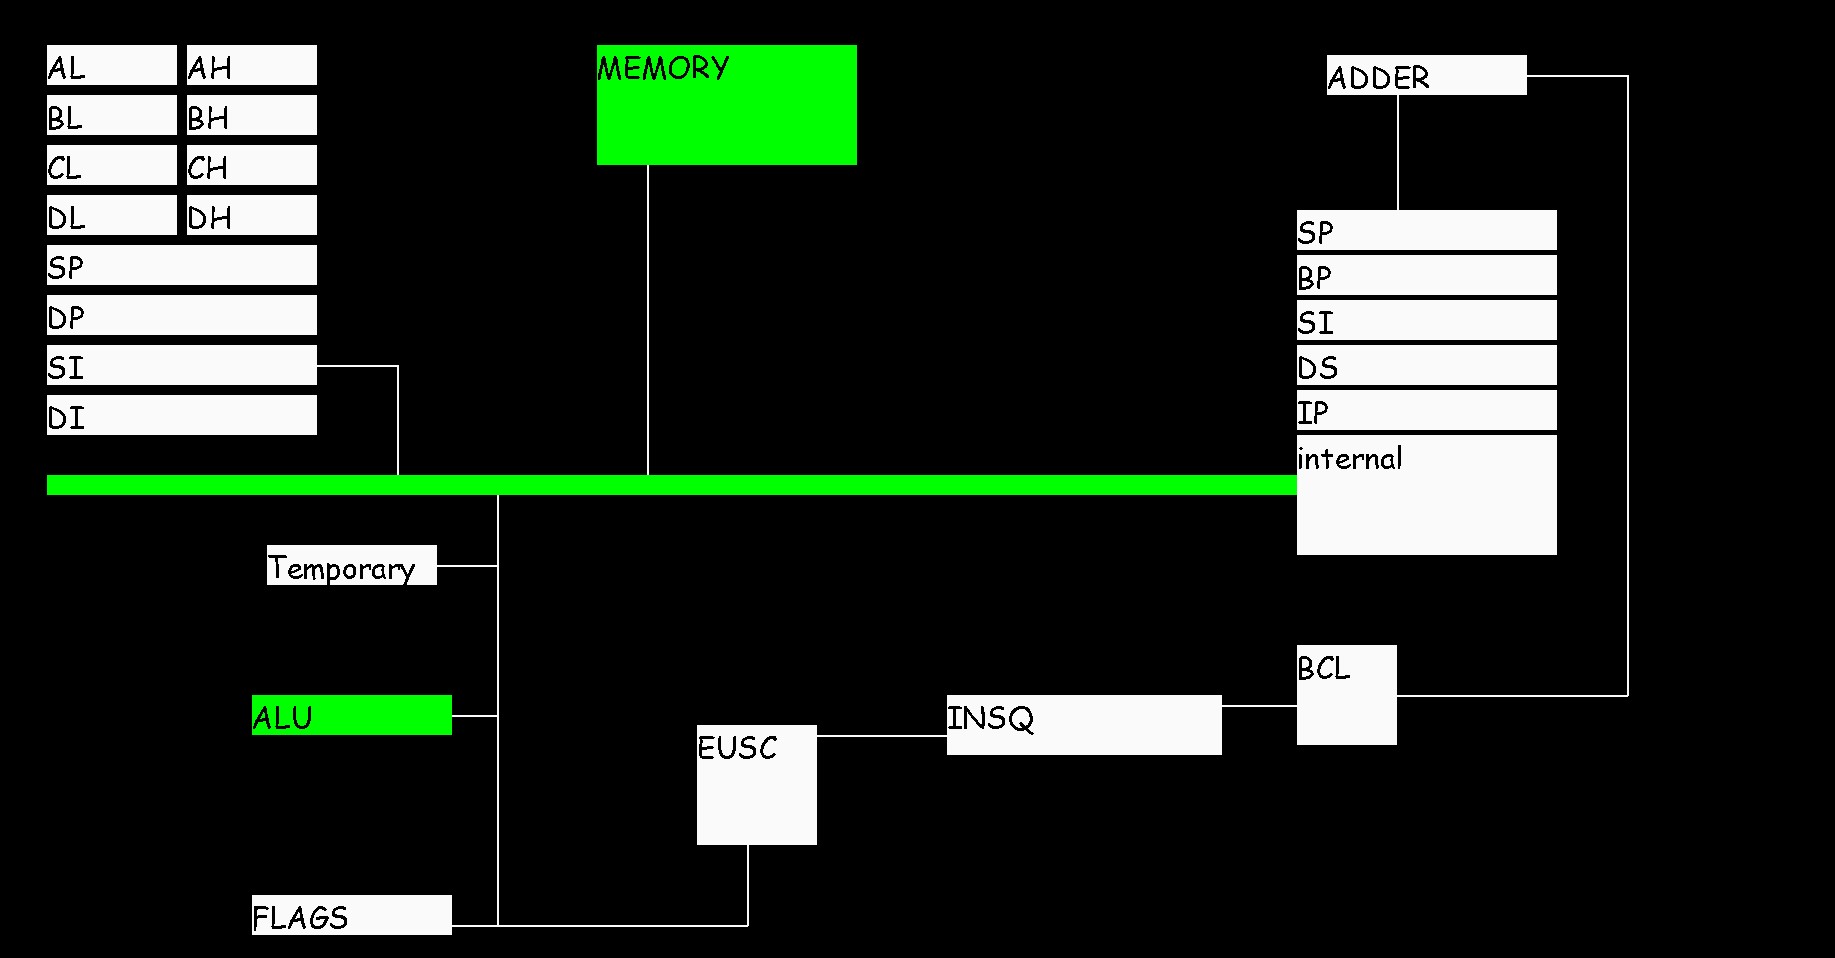 AL AH
BL BH
CL CH
DL DH
SP
DP
SI
DI
MEMORY
ADDER
SP
BP
SI
DS
IP
internal
Temporary
ALU
FLAGS
EUSC
INSQ
BCL